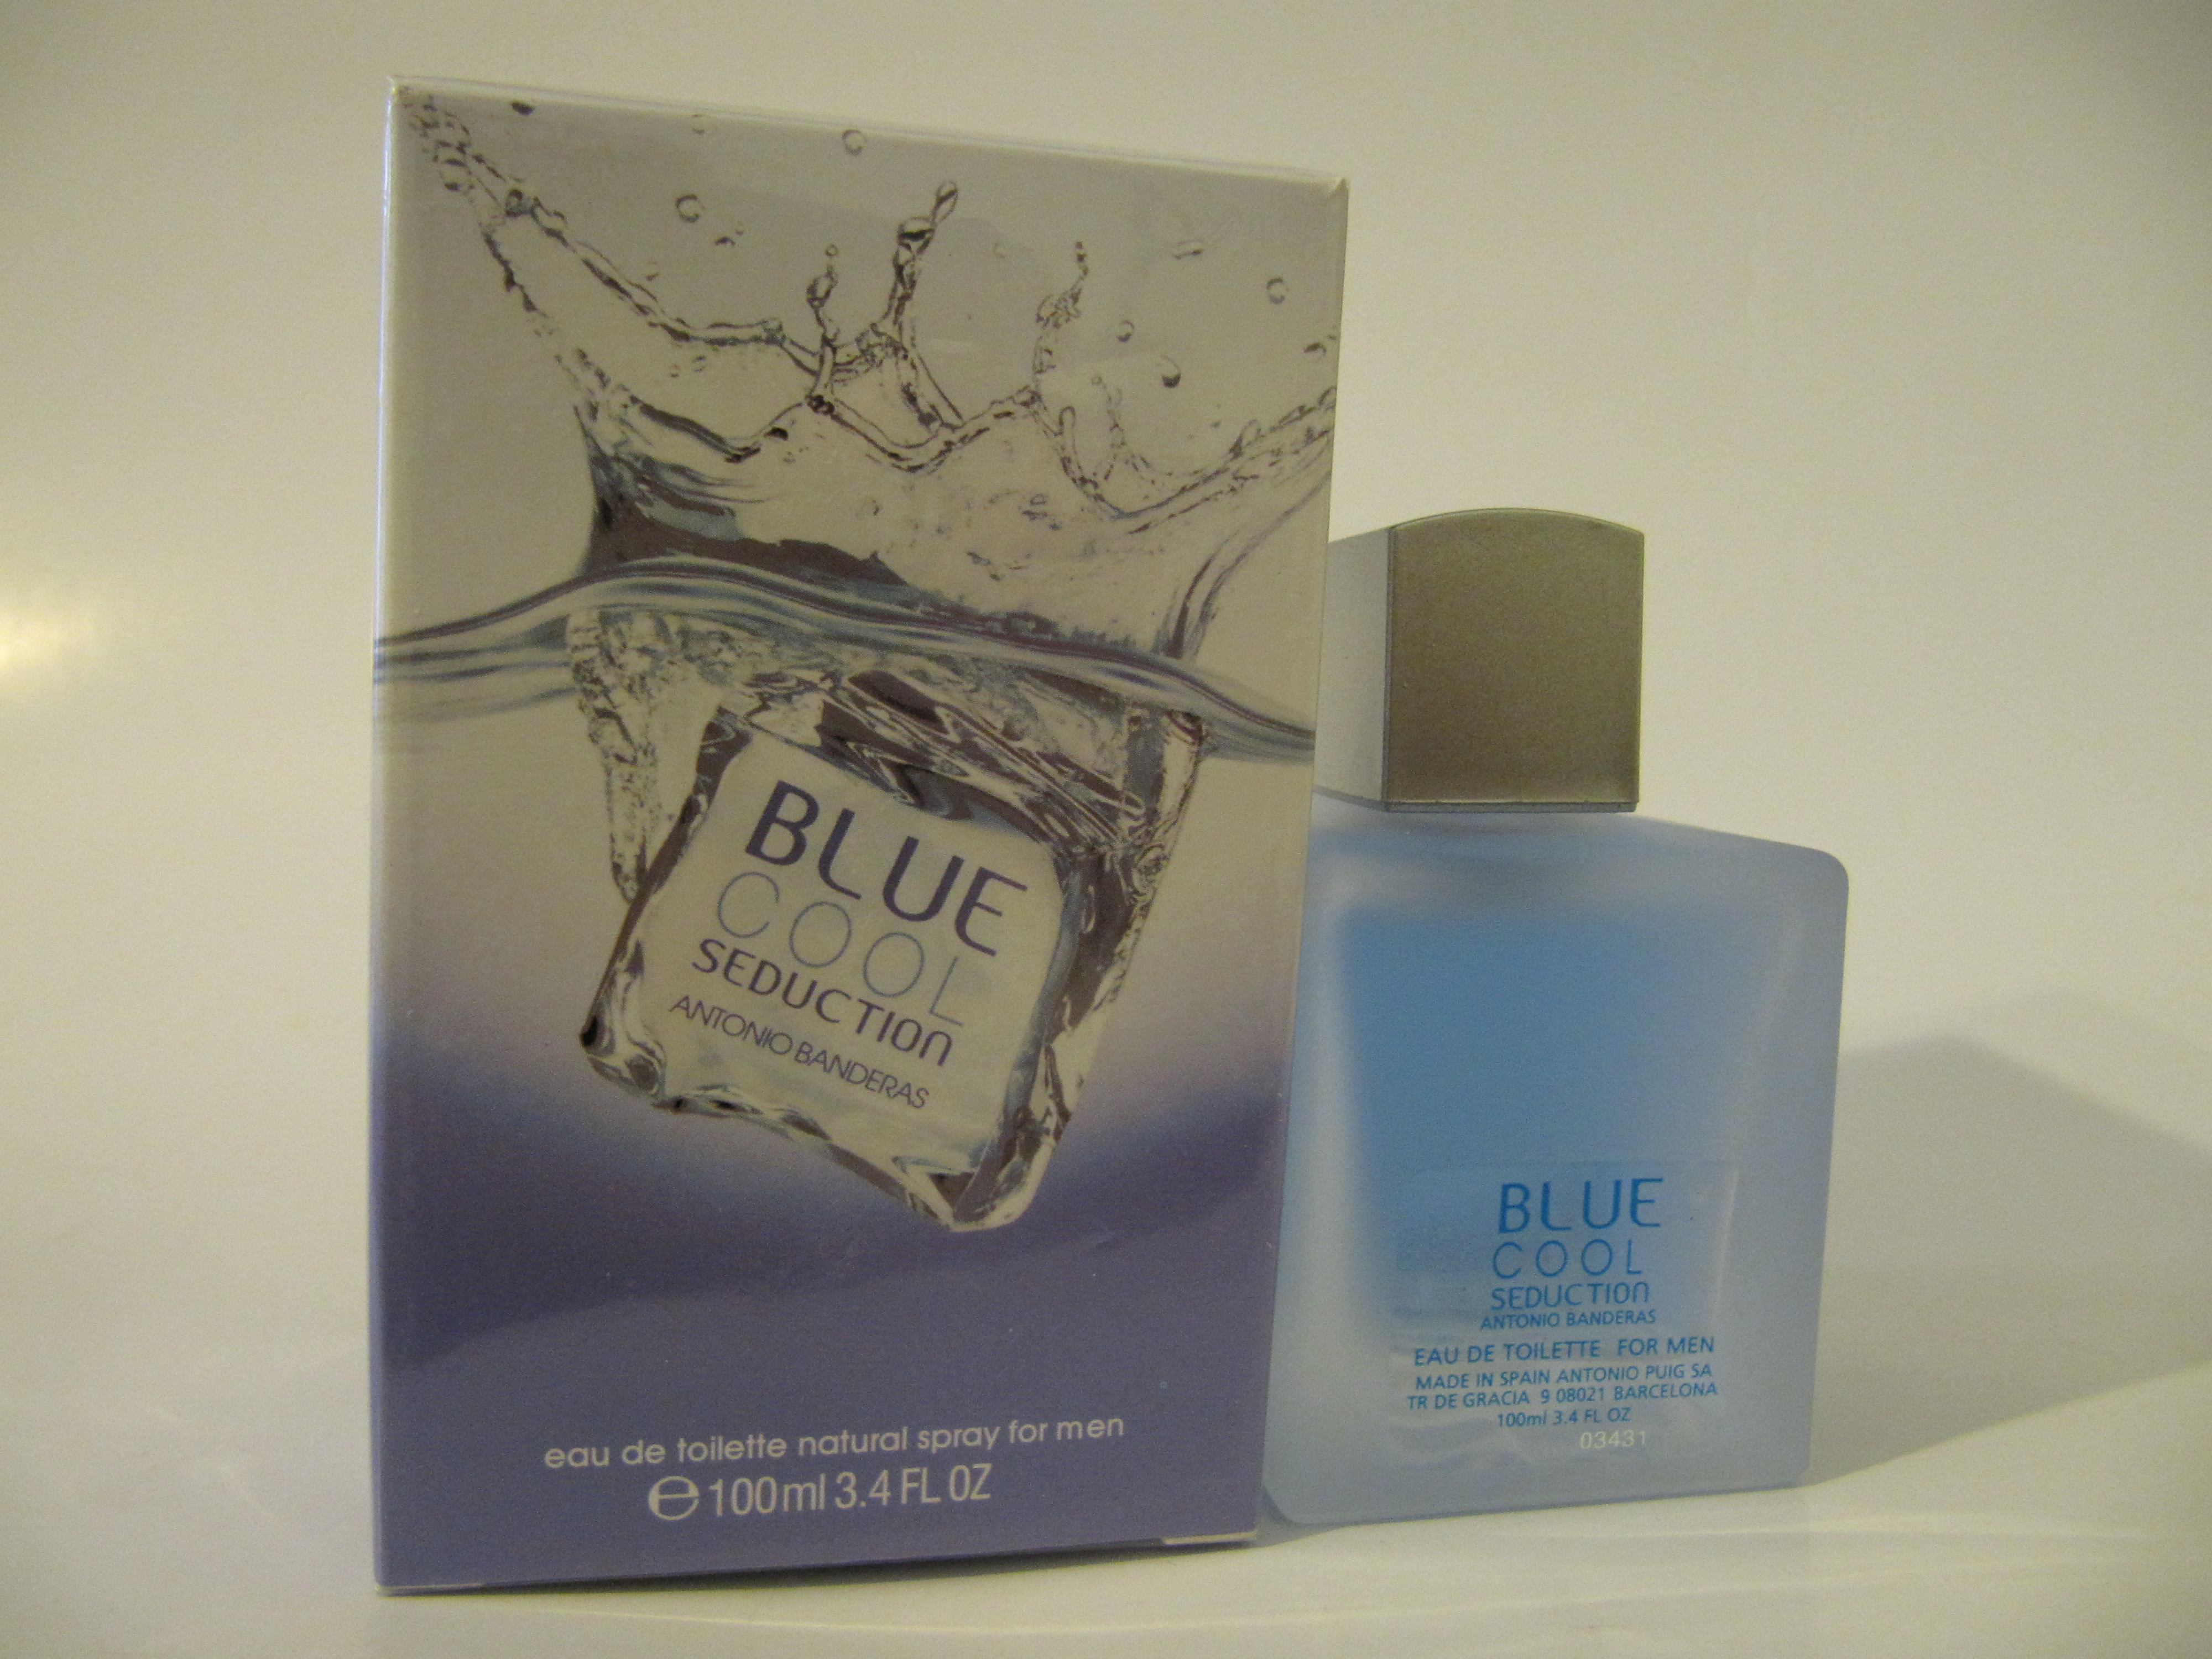 BLUE
COOL
SEDUCTION
ANTONIO BANDERAS
eau de toilette natural spray for men
℮ 100ml 3.4 FL OZ
BLUE
COOL
SEDUCTION
ANTONIO BANDERAS
EAU DE TOILETTE FOR MEN
MADE IN SPAIN ANTONIO PUIG SA
TR DE GRACIA 9 08021 BARCELONA
100ml 3.4 FL OZ
03431